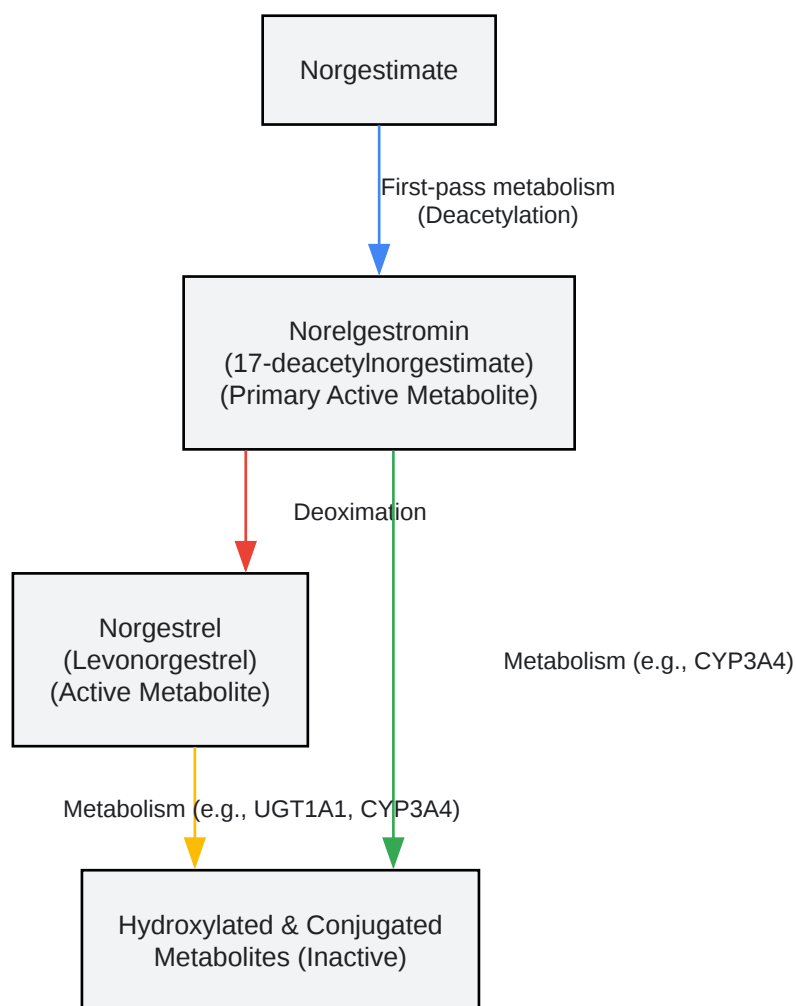 Norgestimate
First-pass metabolism
(Deacetylation)
Norelgestromin
(17-deacetylnorgestimate)
(Primary Active Metabolite)
Deoximation
Norgestrel
(Levonorgestrel)
(Active Metabolite)
Metabolism (e.g., CYP3A4)
Metabolism (e.g., UGT1A1, CYP3A4)
Hydroxylated & Conjugated
Metabolites (Inactive)